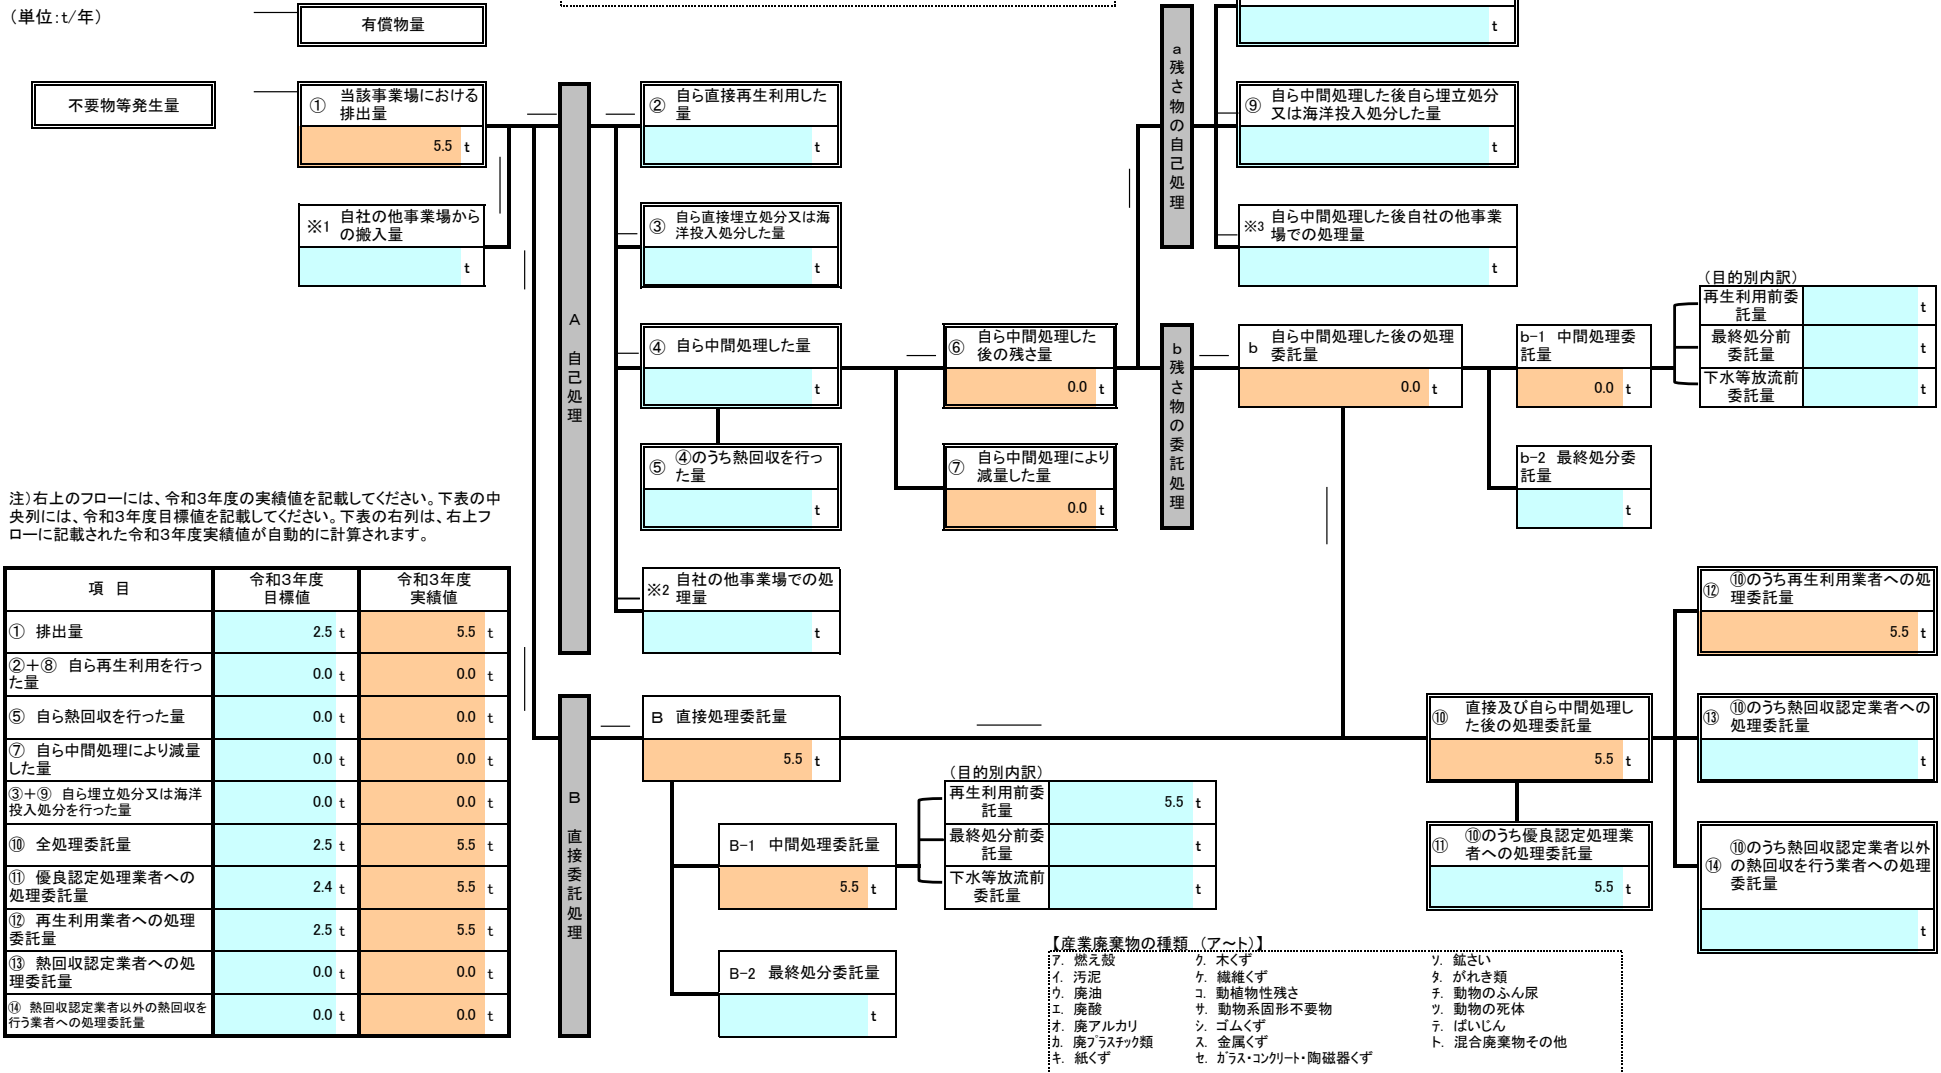 (単位:t/年)
有償物量
不要物等発生量
① 当該事業場における
排出量
5.5 t
※1 自社の他事業場から
の搬入量
t
A
自己処理
② 自ら直接再生利用した
量
t
③ 自ら直接埋立処分又は海
洋投入処分した量
t
④ 自ら中間処理した量
t
⑤ ④のうち熱回収を行っ
た量
t
※2 自社の他事業場での処
理量
t
⑥ 自ら中間処理した
後の残さ量
0.0 t
⑦ 自ら中間処理により
減量した量
0.0 t
a残さ物の自己処理
t
⑨ 自ら中間処理した後自ら埋立処分
又は海洋投入処分した量
t
※3 自ら中間処理した後自社の他事業
場での処理量
t
b残さ物の委託処理
b 自ら中間処理した後の処理
委託量
0.0 t
b-1 中間処理委
託量
0.0 t
b-2 最終処分委
託量
t
(目的別内訳)
再生利用前委
託量
t
最終処分前
委託量
t
下水等放流前
委託量
t
注)右上のフローには、令和3年度の実績値を記載してください。下表の中
央列には、令和3年度目標値を記載してください。下表の右列は、右上フ
ローに記載された令和3年度実績値が自動的に計算されます。
項 目
令和3年度
目標値
令和3年度
実績値
① 排出量 2.5 t 5.5 t
②+⑧ 自ら再生利用を行っ
た量 0.0 t 0.0 t
⑤ 自ら熱回収を行った量 0.0 t 0.0 t
⑦ 自ら中間処理により減量
した量 0.0 t 0.0 t
③+⑨ 自ら埋立処分又は海洋
投入処分を行った量 0.0 t 0.0 t
⑩ 全処理委託量 2.5 t 5.5 t
⑪ 優良認定処理業者への
処理委託量 2.4 t 5.5 t
⑫ 再生利用業者への処理
委託量 2.5 t 5.5 t
⑬ 熱回収認定業者への処
理委託量 0.0 t 0.0 t
⑭ 熱回収認定業者以外の熱回収を
行う業者への処理委託量 0.0 t 0.0 t
B
直接委託処理
B 直接処理委託量
5.5 t
B-1 中間処理委託量
5.5 t
B-2 最終処分委託量
t
(目的別内訳)
再生利用前委
託量
5.5 t
最終処分前委
託量
t
下水等放流前
委託量
t
⑩ 直接及び自ら中間処理し
た後の処理委託量
5.5 t
⑪ ⑩のうち優良認定処理業
者への処理委託量
5.5 t
⑫ ⑩のうち再生利用業者への処
理委託量
5.5 t
⑬ ⑩のうち熱回収認定業者への
処理委託量
t
⑭ ⑩のうち熱回収認定業者以外
の熱回収を行う業者への処理
委託量
t
【産業廃棄物の種類 (ア~ト)】
ア. 燃え殻 ク. 木くず ソ. 鉱さい
イ. 汚泥 ケ. 繊維くず タ. がれき類
ウ. 廃油 コ. 動植物性残さ チ. 動物のふん尿
エ. 廃酸 サ. 動物系固形不要物 ツ. 動物の死体
オ. 廃アルカリ シ. ゴムくず テ. ばいじん
カ. 廃プラスチック類 ス. 金属くず ト. 混合廃棄物その他
キ. 紙くず セ. ガラス・コンクリート・陶磁器くず